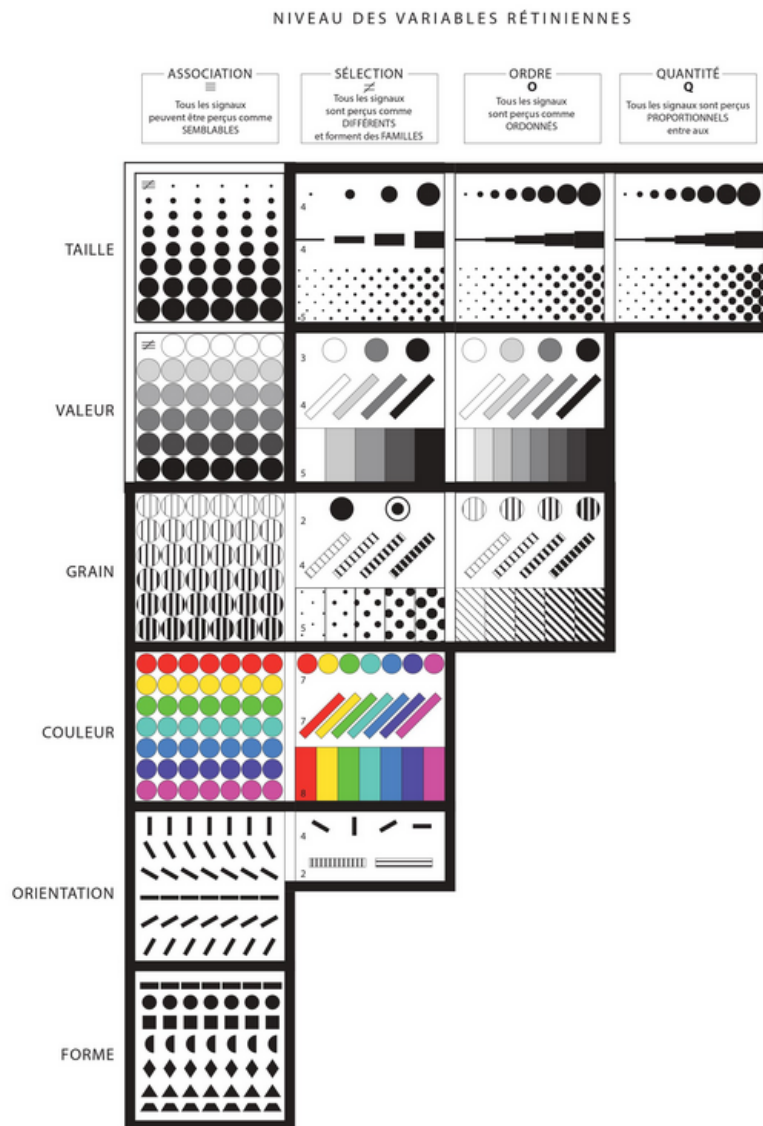 NIVEAU DES VARIABLES RÉTINIENNES
ASSOCIATION
≡
Tous les signaux
peuvent être perçus comme
SEMBLABLES
SÉLECTION
≠
Tous les signaux
sont perçus comme
DIFFÉRENTS
et forment des FAMILLES
ORDRE
O
Tous les signaux
sont perçus comme
ORDONNÉS
QUANTITÉ
Q
Tous les signaux sont perçus
PROPORTIONNELS
entre aux
TAILLE
4
4
5
VALEUR
3
4
5
GRAIN
2
4
5
COULEUR
7
7
8
ORIENTATION
4
2
FORME